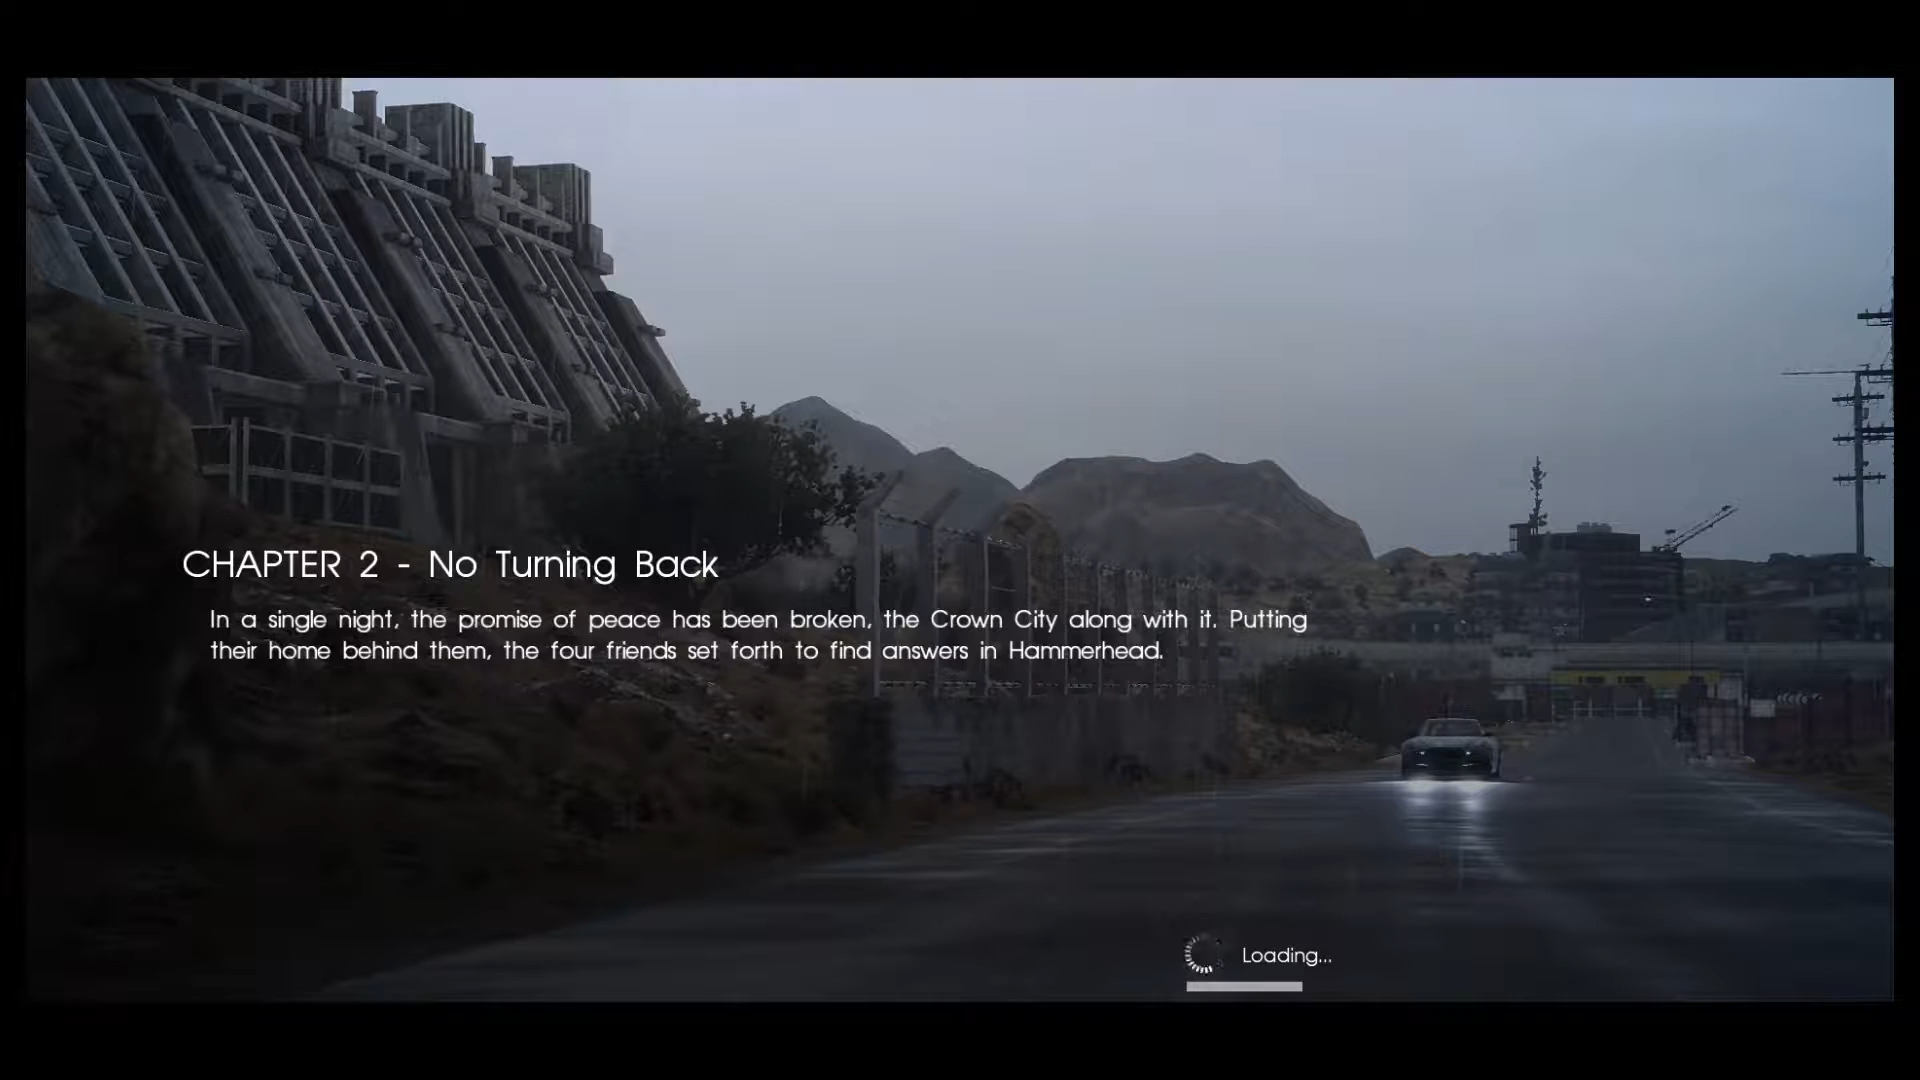 CHAPTER 2 - No Turning Back
In a single night, the promise of peace has been broken, the Crown City along with it. Putting
their home behind them, the four friends set forth to find answers in Hammerhead.
Loading...